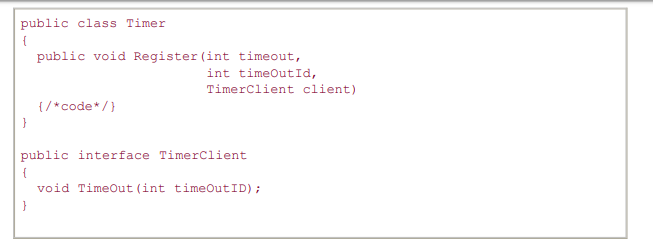 public class Timer
{
  public void Register(int timeout,
                       int timeOutId,
                       TimerClient client)
  {/*code*/}
}
public interface TimerClient
{
  void TimeOut(int timeOutID);
}